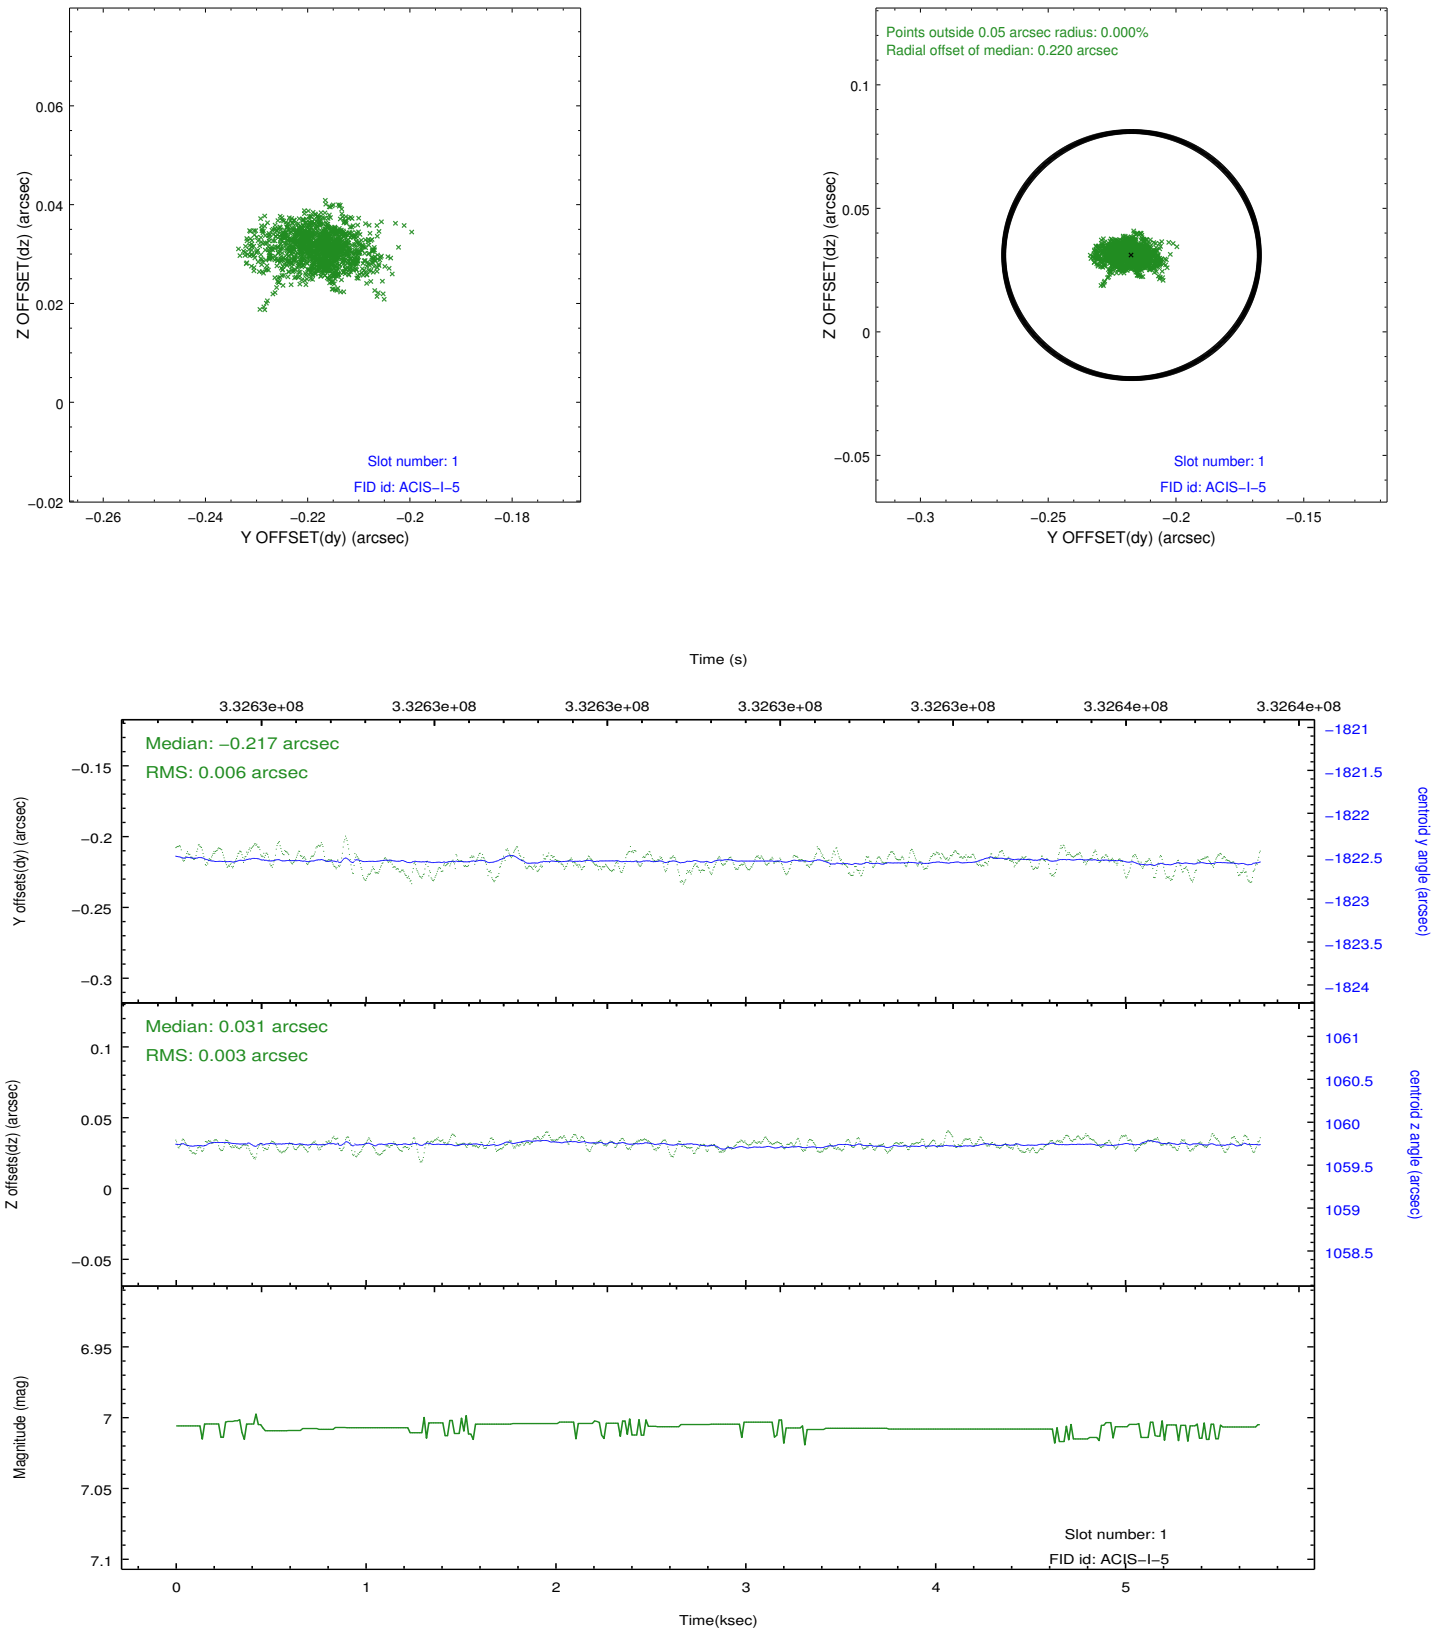 0.06
0.04
0.02
0
−0.02
Z OFFSET(dz) (arcsec)
Slot number: 1
FID id: ACIS−I−5
−0.26
−0.24
−0.22
−0.2
−0.18
Y OFFSET(dy) (arcsec)
Points outside 0.05 arcsec radius: 0.000%
Radial offset of median: 0.220 arcsec
0.1
0.05
0
−0.05
Z OFFSET(dz) (arcsec)
Slot number: 1
FID id: ACIS−I−5
−0.3
−0.25
−0.2
−0.15
Y OFFSET(dy) (arcsec)
Time (s)
3.3263e+08
3.3263e+08
3.3263e+08
3.3263e+08
3.3263e+08
3.3264e+08
3.3264e+08
Median: −0.217 arcsec
RMS: 0.006 arcsec
−0.15
−0.2
−0.25
−0.3
Y offsets(dy) (arcsec)
−1821
−1821.5
−1822
−1822.5
−1823
−1823.5
−1824
centroid y angle (arcsec)
Median: 0.031 arcsec
RMS: 0.003 arcsec
0.1
0.05
0
−0.05
Z offsets(dz) (arcsec)
1061
1060.5
1060
1059.5
1059
1058.5
centroid z angle (arcsec)
6.95
7
7.05
7.1
Magnitude (mag)
Slot number: 1
FID id: ACIS−I−5
0
1
2
3
4
5
Time(ksec)